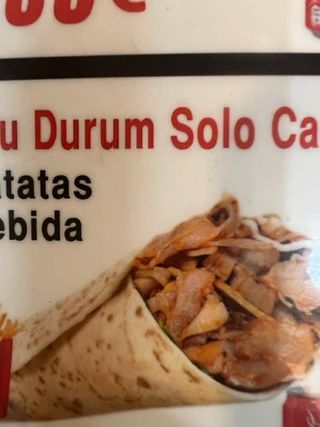 u Durum Solo Ca
tatas
ebida